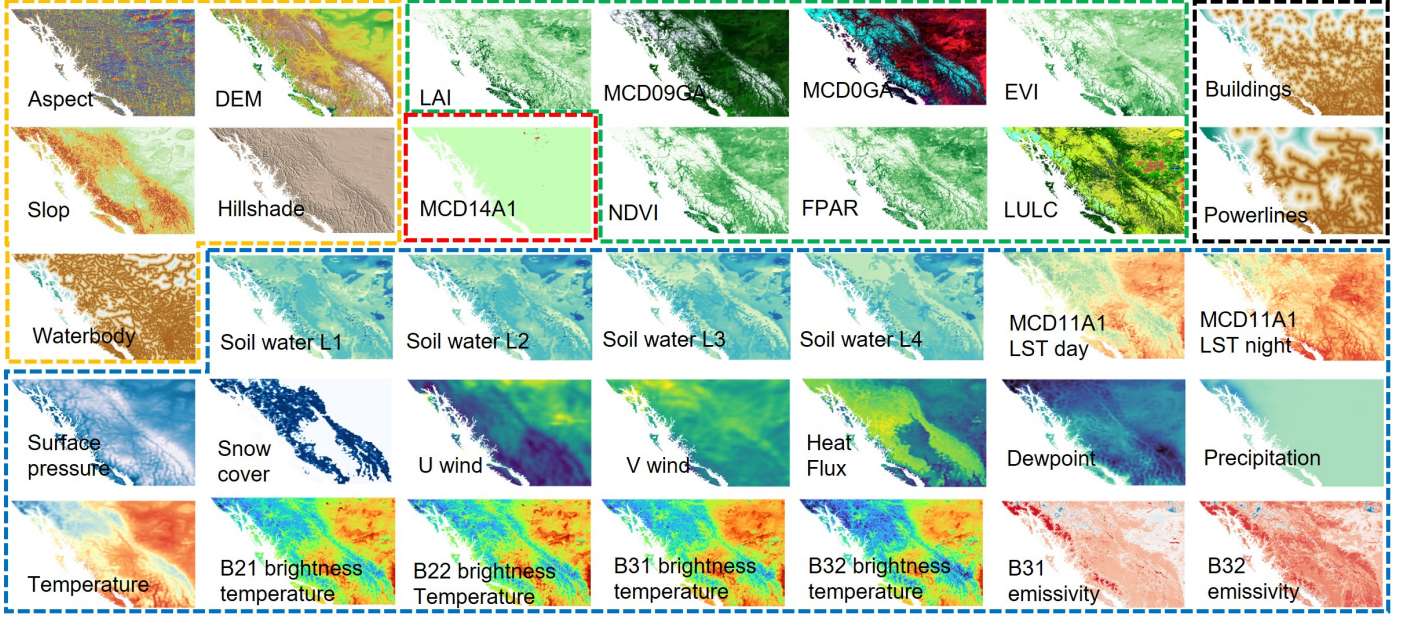 Aspect
DEM
LAI
MCD09GA
MCD0GA
EVI
Buildings
Slop
Hillshade
MCD14A1
NDVI
FPAR
LULC
Powerlines
Waterbody
Soil water L1
Soil water L2
Soil water L3
Soil water L4
MCD11A1
LST day
MCD11A1
LST night
Surface
pressure
Snow
cover
U wind
V wind
Heat
Flux
Dewpoint
Precipitation
Temperature
B21 brightness
temperature
B22 brightness
Temperature
B31 brightness
temperature
B32 brightness
temperature
B31
emissivity
B32
emissivity